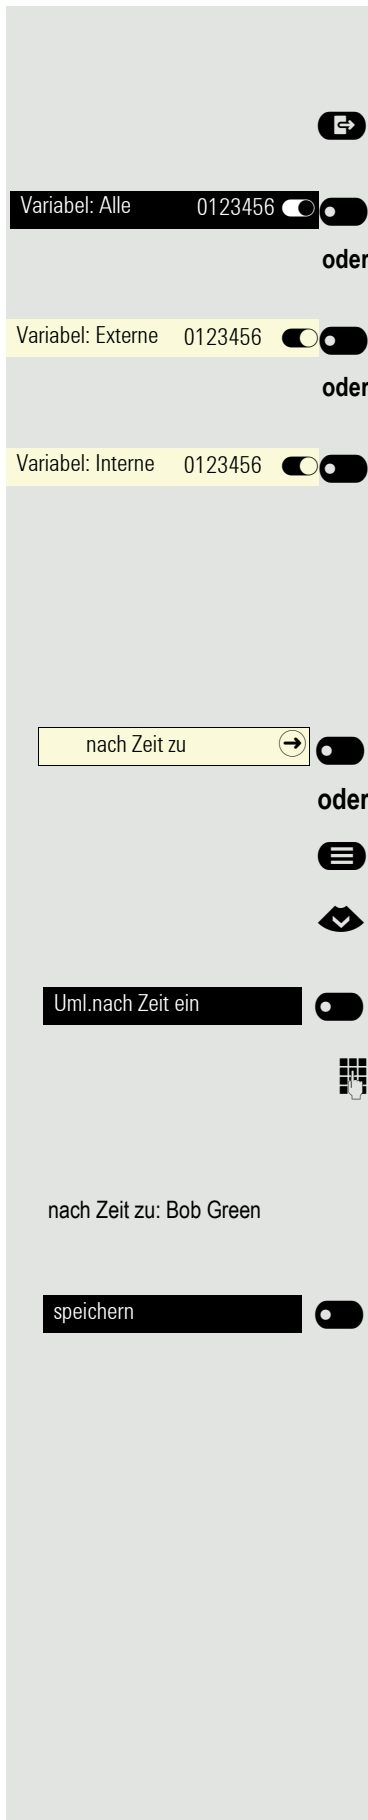 Variabel: Alle 0123456
oder
Variabel: Externe 0123456
oder
Variabel: Interne 0123456
nach Zeit zu
oder
Uml.nach Zeit ein
nach Zeit zu: Bob Green
speichern